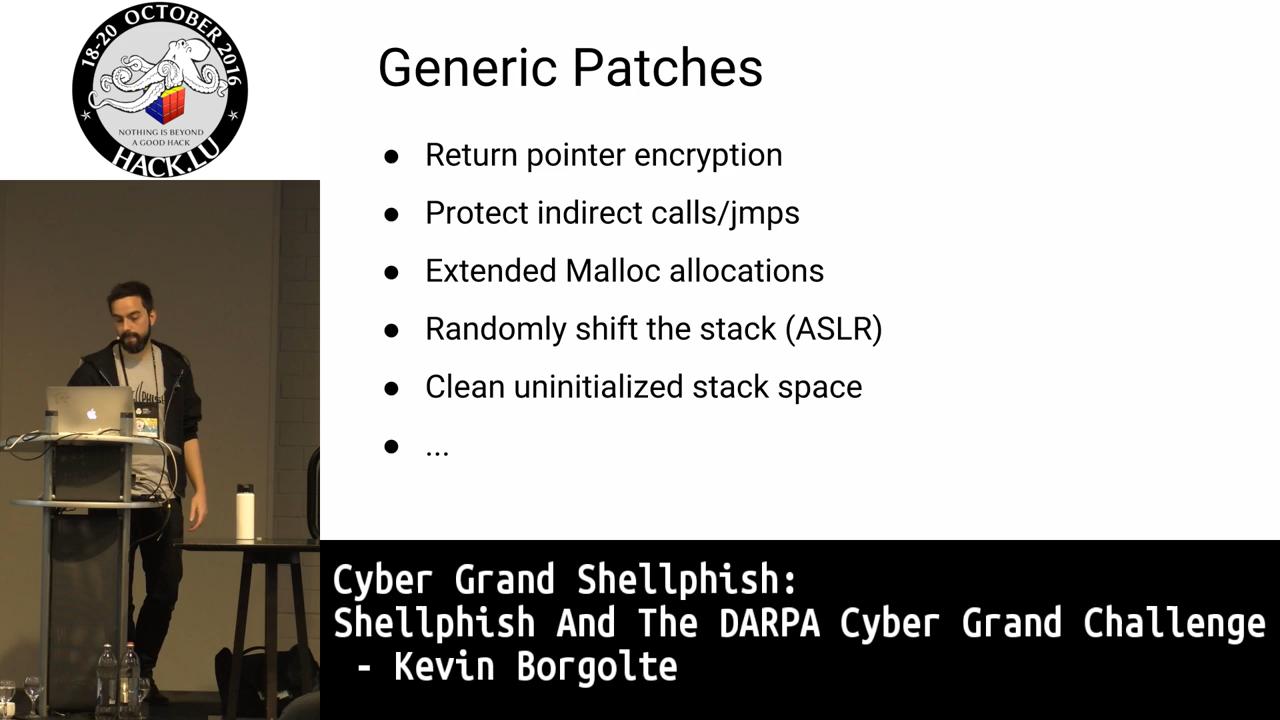 18-20 OCTOBER 2016
NOTHING IS BEYOND
A GOOD HACK
HACK.LU
Generic Patches
● Return pointer encryption
● Protect indirect calls/jmps
● Extended Malloc allocations
● Randomly shift the stack (ASLR)
● Clean uninitialized stack space
● ...
Cyber Grand Shellphish:
Shellphish And The DARPA Cyber Grand Challenge
- Kevin Borgolte